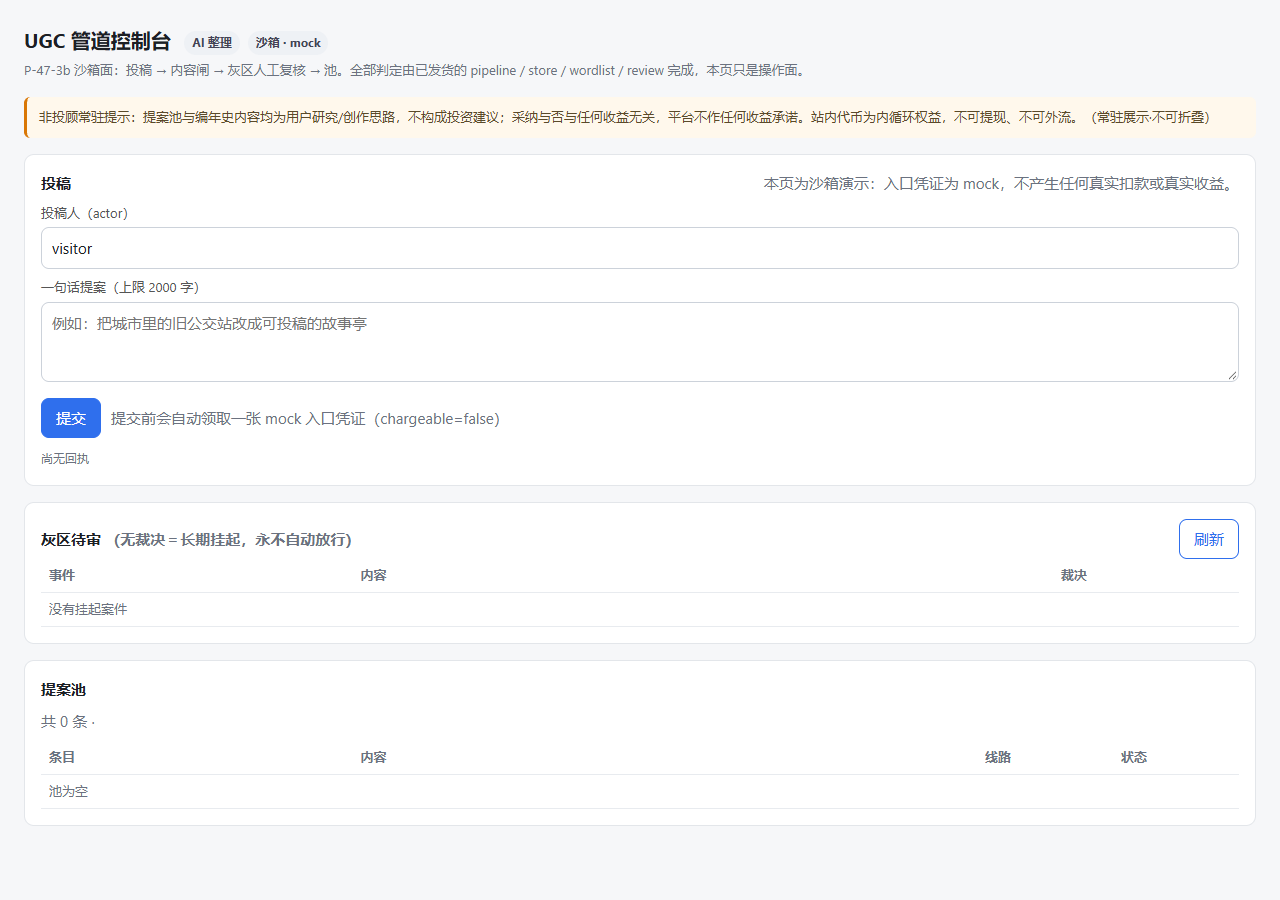 UGC 管道控制台 AI 整理 沙箱 · mock
P-47-3b 沙箱面：投稿 → 内容闸 → 灰区人工复核 → 池。全部判定由已发货的 pipeline / store / wordlist / review 完成，本页只是操作面。
非投顾常驻提示：提案池与编年史内容均为用户研究/创作思路，不构成投资建议；采纳与否与任何收益无关，平台不作任何收益承诺。站内代币为内循环权益，不可提现、不可外流。（常驻展示·不可折叠）
投稿 本页为沙箱演示：入口凭证为 mock，不产生任何真实扣款或真实收益。
投稿人（actor）
visitor
一句话提案（上限 2000 字）
例如：把城市里的旧公交站改成可投稿的故事亭
提交 提交前会自动领取一张 mock 入口凭证（chargeable=false）
尚无回执
灰区待审 （无裁决 = 长期挂起，永不自动放行） 刷新
事件 内容 裁决
没有挂起案件
提案池
共 0 条 ·
条目 内容 线路 状态
池为空